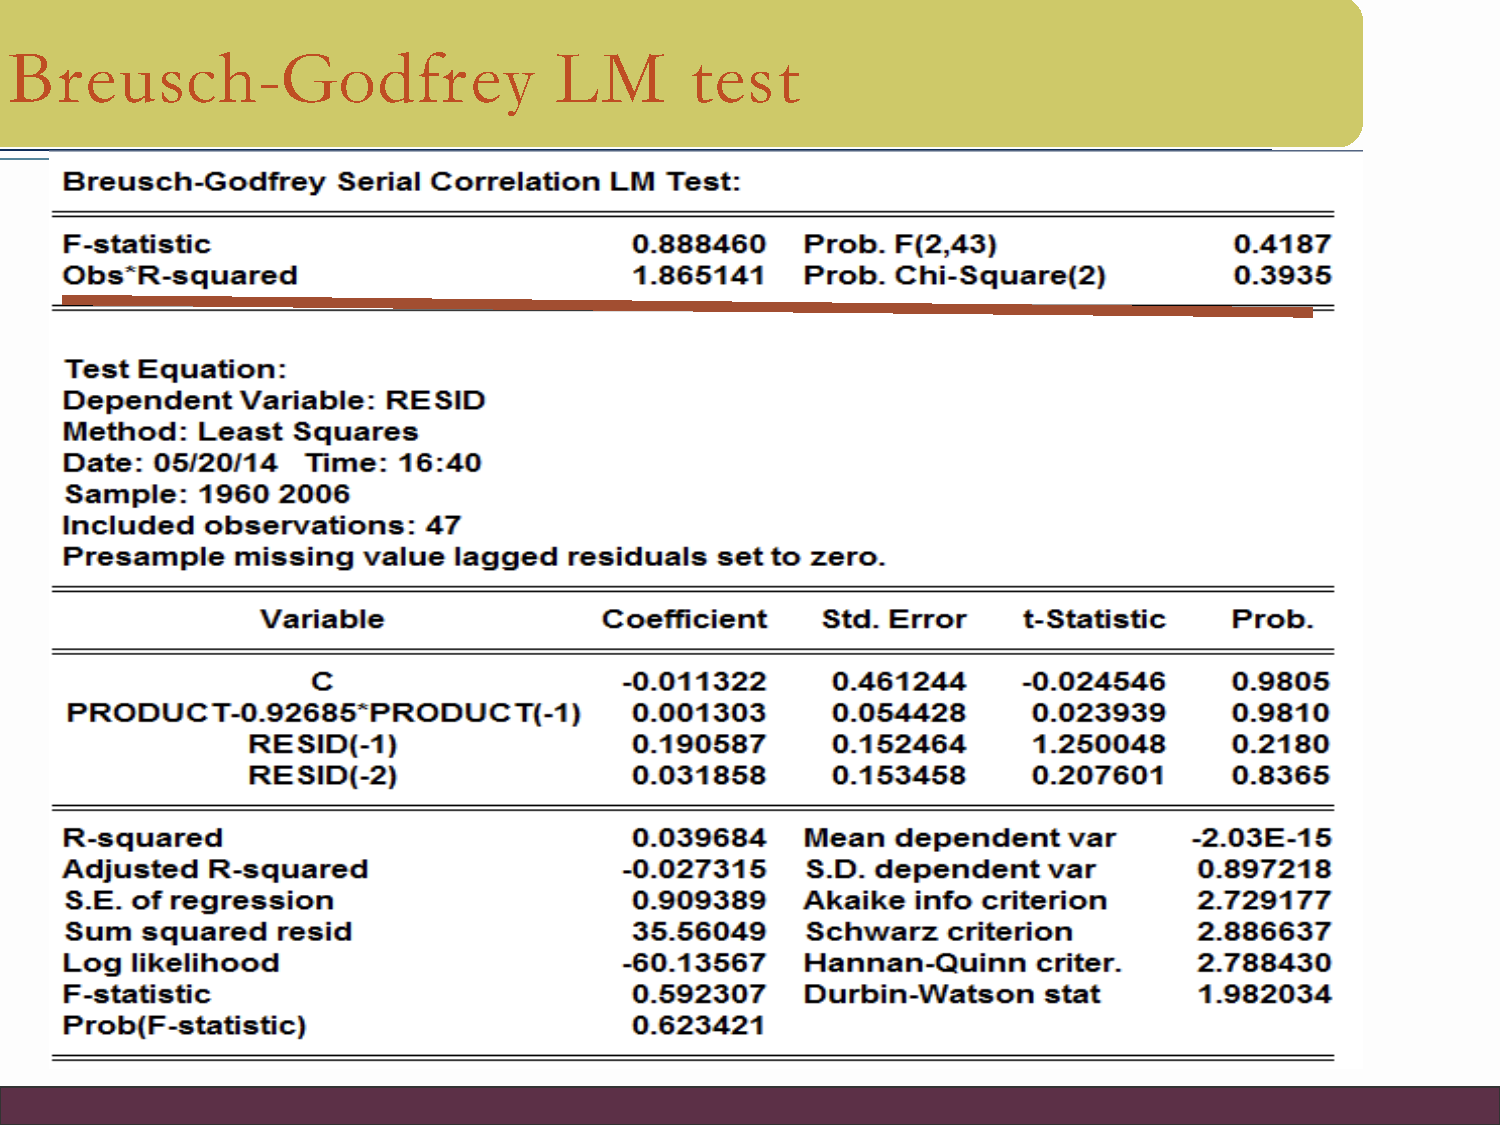 Breusch-Godfrey LM test
Breusch-Godfrey Serial Correlation LM Test:
F-statistic 0.888460 Prob. F(2,43) 0.4187
Obs*R-squared 1.865141 Prob. Chi-Square(2) 0.3935
Test Equation:
Dependent Variable: RESID
Method: Least Squares
Date: 05/20/14 Time: 16:40
Sample: 1960 2006
Included observations: 47
Presample missing value lagged residuals set to zero.
Variable Coefficient Std. Error t-Statistic Prob.
C -0.011322 0.461244 -0.024546 0.9805
PRODUCT-0.92685*PRODUCT(-1) 0.001303 0.054428 0.023939 0.9810
RESID(-1) 0.190587 0.152464 1.250048 0.2180
RESID(-2) 0.031858 0.153458 0.207601 0.8365
R-squared 0.039684 Mean dependent var -2.03E-15
Adjusted R-squared -0.027315 S.D. dependent var 0.897218
S.E. of regression 0.909389 Akaike info criterion 2.729177
Sum squared resid 35.56049 Schwarz criterion 2.886637
Log likelihood -60.13567 Hannan-Quinn criter. 2.788430
F-statistic 0.592307 Durbin-Watson stat 1.982034
Prob(F-statistic) 0.623421